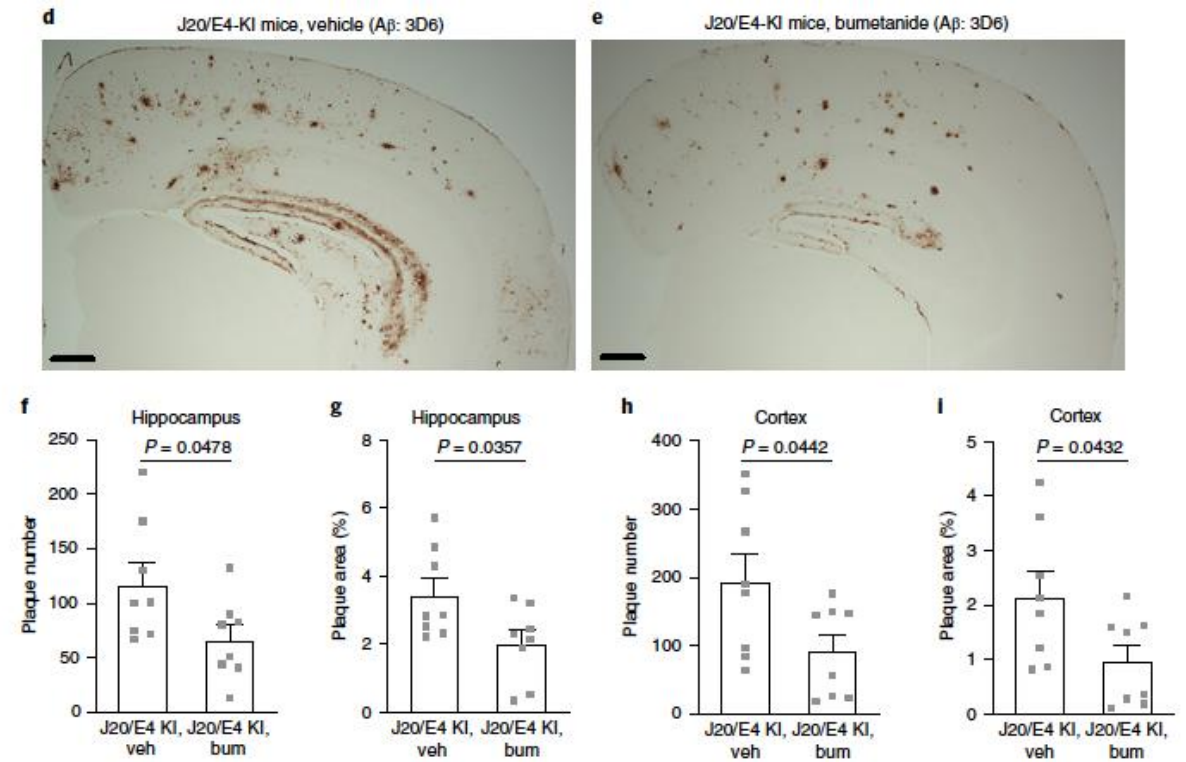 d
J20/E4-KI mice, vehicle (Aβ: 3D6)
e
J20/E4-KI mice, bumetanide (Aβ: 3D6)
f
Hippocampus
P = 0.0478
Plaque number
250
200
150
100
50
0
J20/E4 KI, veh
J20/E4 KI, bum
g
Hippocampus
P = 0.0357
Plaque area (%)
8
6
4
2
0
J20/E4 KI, veh
J20/E4 KI, bum
h
Cortex
P = 0.0442
Plaque number
400
300
200
100
0
J20/E4 KI, veh
J20/E4 KI, bum
i
Cortex
P = 0.0432
Plaque area (%)
5
4
3
2
1
0
J20/E4 KI, veh
J20/E4 KI, bum